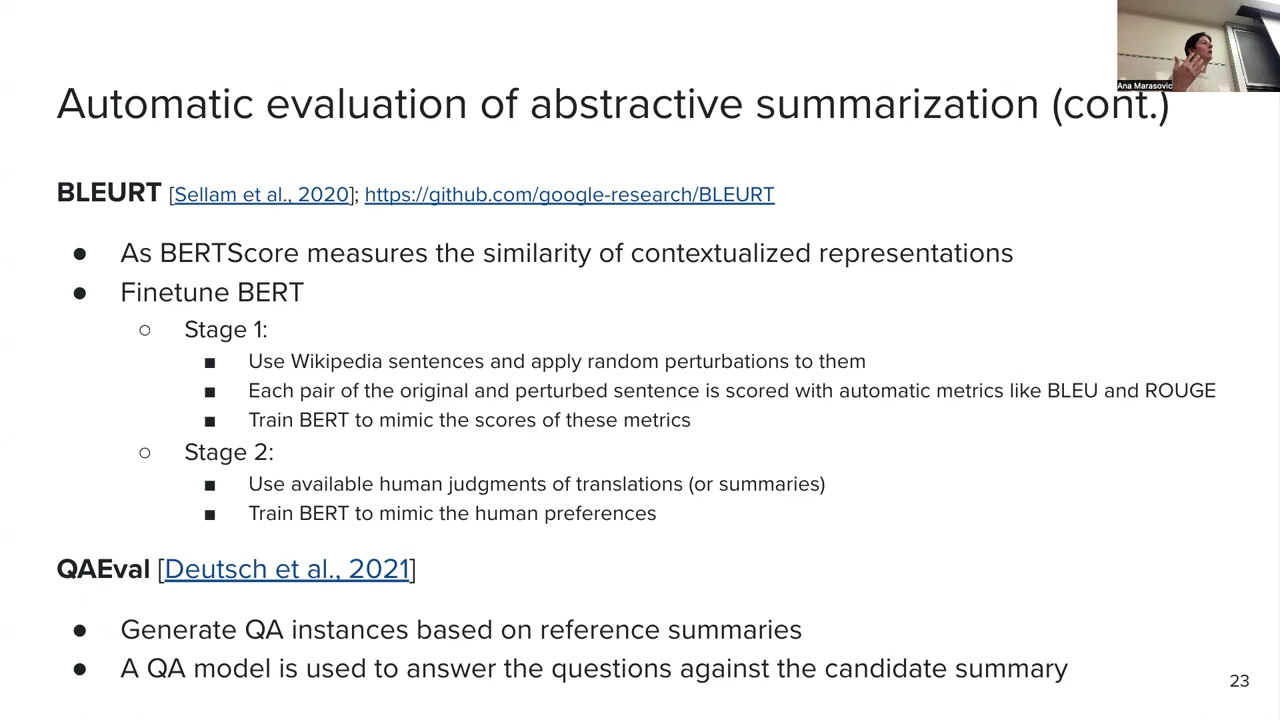 Ana Marasovic
Automatic evaluation of abstractive summarization (cont.)
BLEURT [Sellam et al., 2020]; https://github.com/google-research/BLEURT
● As BERTScore measures the similarity of contextualized representations
● Finetune BERT
○ Stage 1:
■ Use Wikipedia sentences and apply random perturbations to them
■ Each pair of the original and perturbed sentence is scored with automatic metrics like BLEU and ROUGE
■ Train BERT to mimic the scores of these metrics
○ Stage 2:
■ Use available human judgments of translations (or summaries)
■ Train BERT to mimic the human preferences
QAEval [Deutsch et al., 2021]
● Generate QA instances based on reference summaries
● A QA model is used to answer the questions against the candidate summary
23